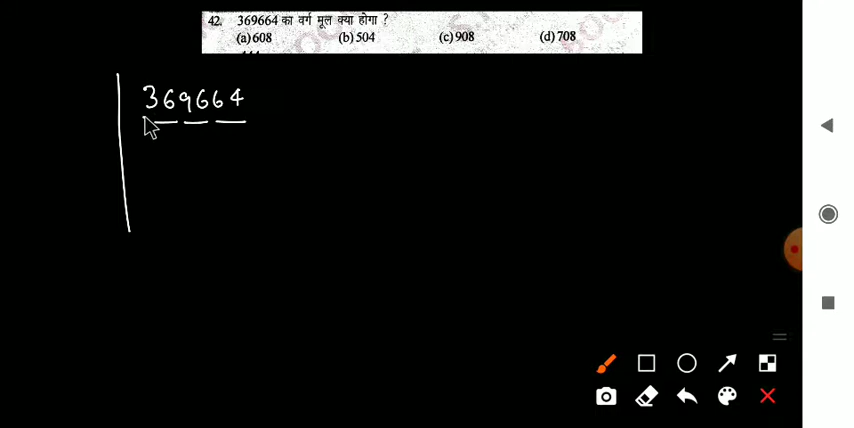 42. 369664 का वर्ग मूल क्या होगा ?
(a) 608 (b) 504 (c) 908 (d) 708
369664